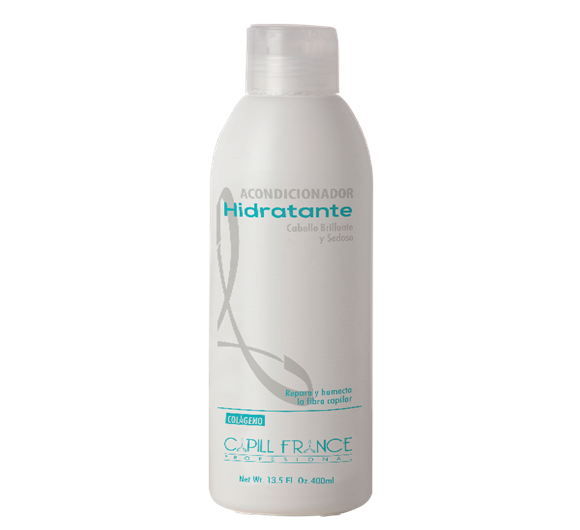 ACONDICIONADOR
Hidratante
Cabello Brillante
y Sedoso
Repara y humecta
la fibra capilar
COLÁGENO
CAPILL FRANCE
PROFESSIONAL
Net Wt. 13.5 Fl. Oz. 400ml